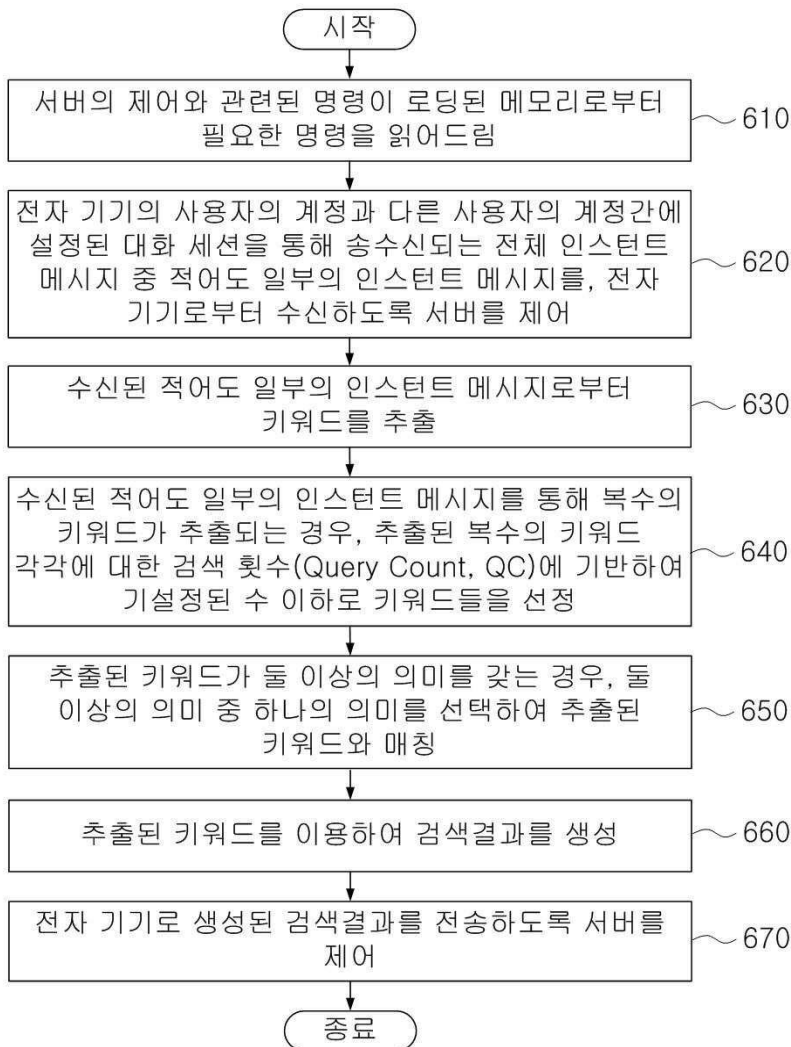 시작
서버의 제어와 관련된 명령이 로딩된 메모리로부터
필요한 명령을 읽어드림
610
전자 기기의 사용자의 계정과 다른 사용자의 계정간에
설정된 대화 세션을 통해 송수신되는 전체 인스턴트
메시지 중 적어도 일부의 인스턴트 메시지를, 전자
기기로부터 수신하도록 서버를 제어
620
수신된 적어도 일부의 인스턴트 메시지로부터
키워드를 추출
630
수신된 적어도 일부의 인스턴트 메시지를 통해 복수의
키워드가 추출되는 경우, 추출된 복수의 키워드
각각에 대한 검색 횟수(Query Count, QC)에 기반하여
기설정된 수 이하로 키워드들을 선정
640
추출된 키워드가 둘 이상의 의미를 갖는 경우, 둘
이상의 의미 중 하나의 의미를 선택하여 추출된
키워드와 매칭
650
추출된 키워드를 이용하여 검색결과를 생성
660
전자 기기로 생성된 검색결과를 전송하도록 서버를
제어
670
종료